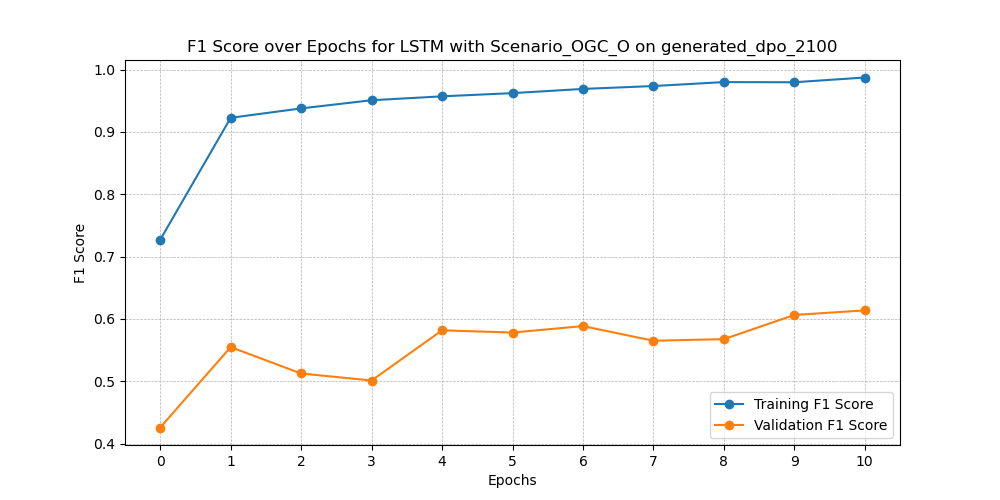 F1 Score over Epochs for LSTM with Scenario_OGC_O on generated_dpo_2100
1.0
0.9
0.8
0.7
0.6
0.5
0.4
F1 Score
0 1 2 3 4 5 6 7 8 9 10
Epochs
Training F1 Score
Validation F1 Score